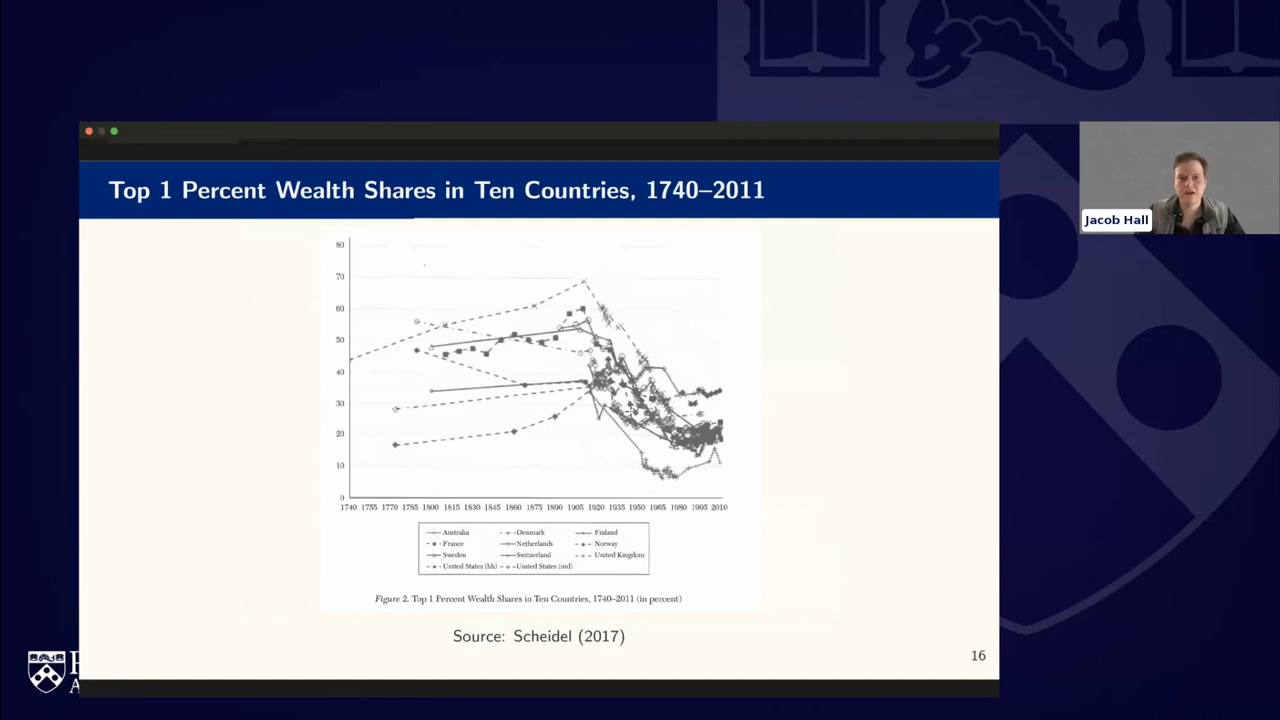 Top 1 Percent Wealth Shares in Ten Countries, 1740–2011
Jacob Hall
80
70
60
50
40
30
20
10
0
1740 1755 1770 1785 1800 1815 1830 1845 1860 1875 1890 1905 1920 1935 1950 1965 1980 1995 2010
Australia Denmark Finland
France Netherlands Norway
Sweden Switzerland United Kingdom
United States (hh) United States (ind)
Figure 2. Top 1 Percent Wealth Shares in Ten Countries, 1740–2011 (in percent)
Source: Scheidel (2017)
16